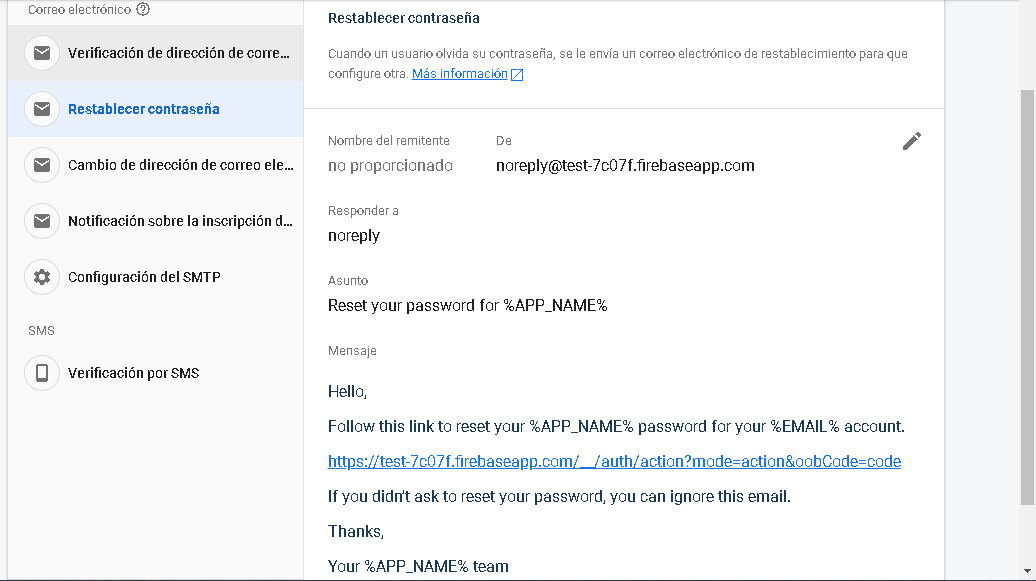 Correo electrónico
Verificación de dirección de corre...
Restablecer contraseña
Cambio de dirección de correo ele...
Notificación sobre la inscripción d...
Configuración del SMTP
SMS
Verificación por SMS
Restablecer contraseña
Cuando un usuario olvida su contraseña, se le envía un correo electrónico de restablecimiento para que
configure otra. Más información
Nombre del remitente
no proporcionado
De
noreply@test-7c07f.firebaseapp.com
Responder a
noreply
Asunto
Reset your password for %APP_NAME%
Mensaje
Hello,
Follow this link to reset your %APP_NAME% password for your %EMAIL% account.
https://test-7c07f.firebaseapp.com/__/auth/action?mode=action&oobCode=code
If you didn't ask to reset your password, you can ignore this email.
Thanks,
Your %APP_NAME% team